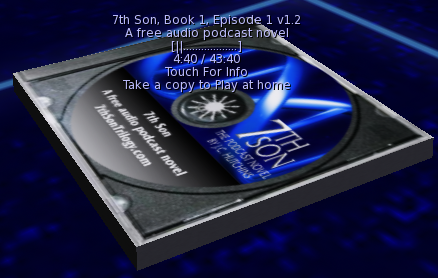 7th Son, Book 1, Episode 1 v1.2
A free audio podcast novel
[||....................]
4:40 / 43:40
Touch For Info
Take a copy to Play at home
7th Son
A free audio podcast novel
7thSonTrilogy.com
7TH
SON
THE PODCAST NOVEL
BY J.C. HUTCHINS